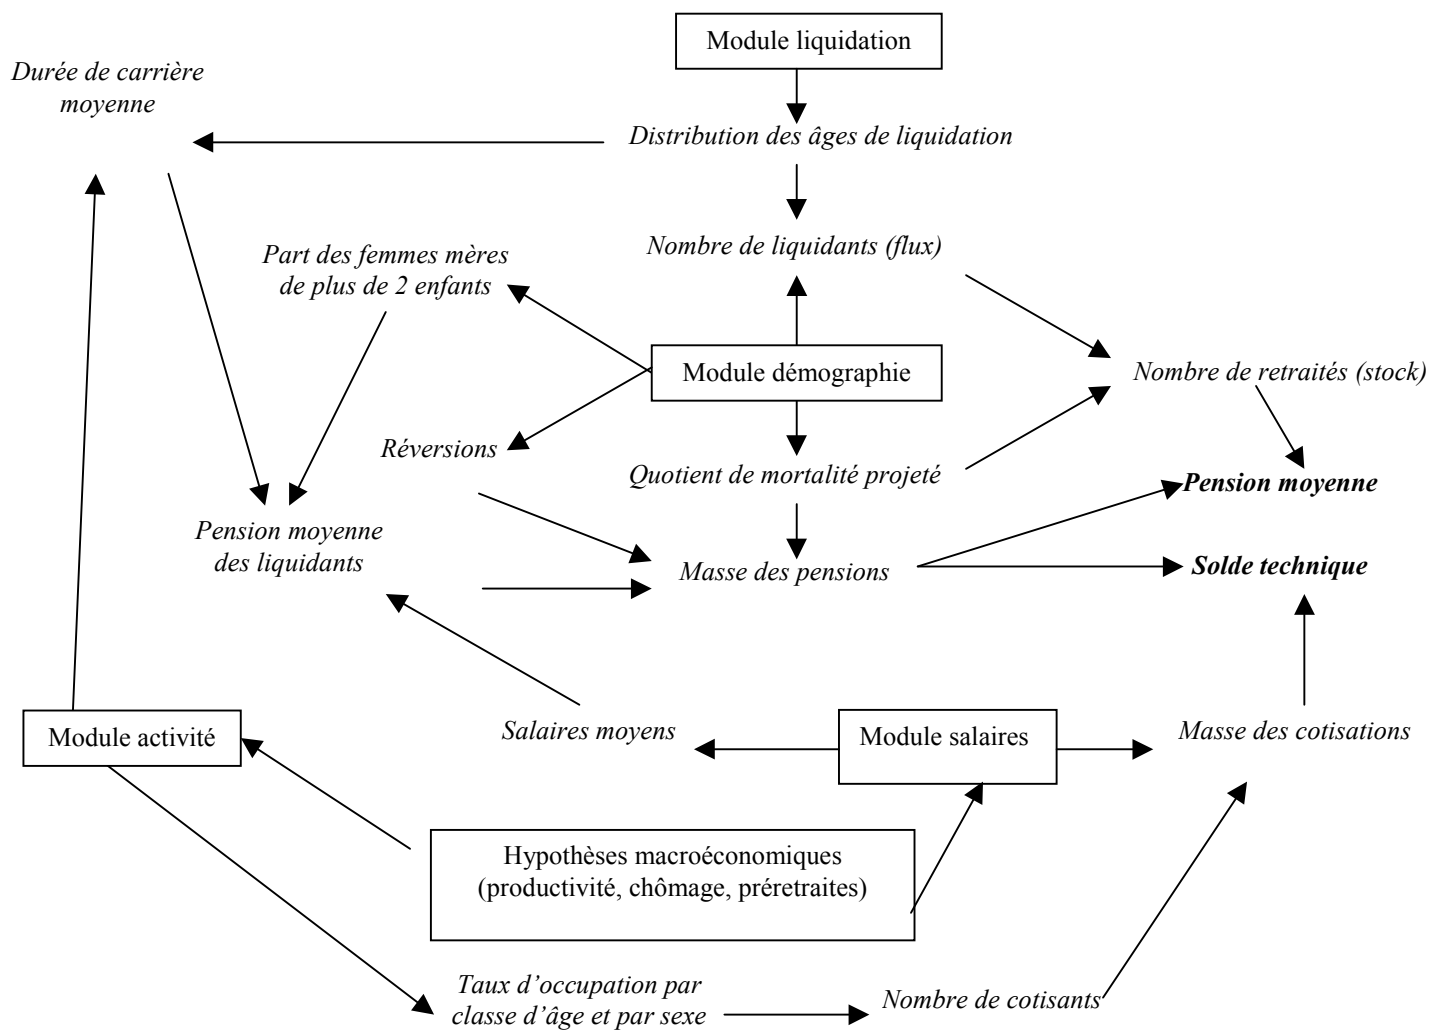 Module liquidation
Durée de carrière
moyenne
Distribution des âges de liquidation
Part des femmes mères
de plus de 2 enfants
Nombre de liquidants (flux)
Module démographie
Nombre de retraités (stock)
Réversions
Quotient de mortalité projeté
Pension moyenne
Pension moyenne
des liquidants
Masse des pensions
Solde technique
Module activité
Salaires moyens
Module salaires
Masse des cotisations
Hypothèses macroéconomiques
(productivité, chômage, préretraites)
Taux d’occupation par
classe d’âge et par sexe
Nombre de cotisants